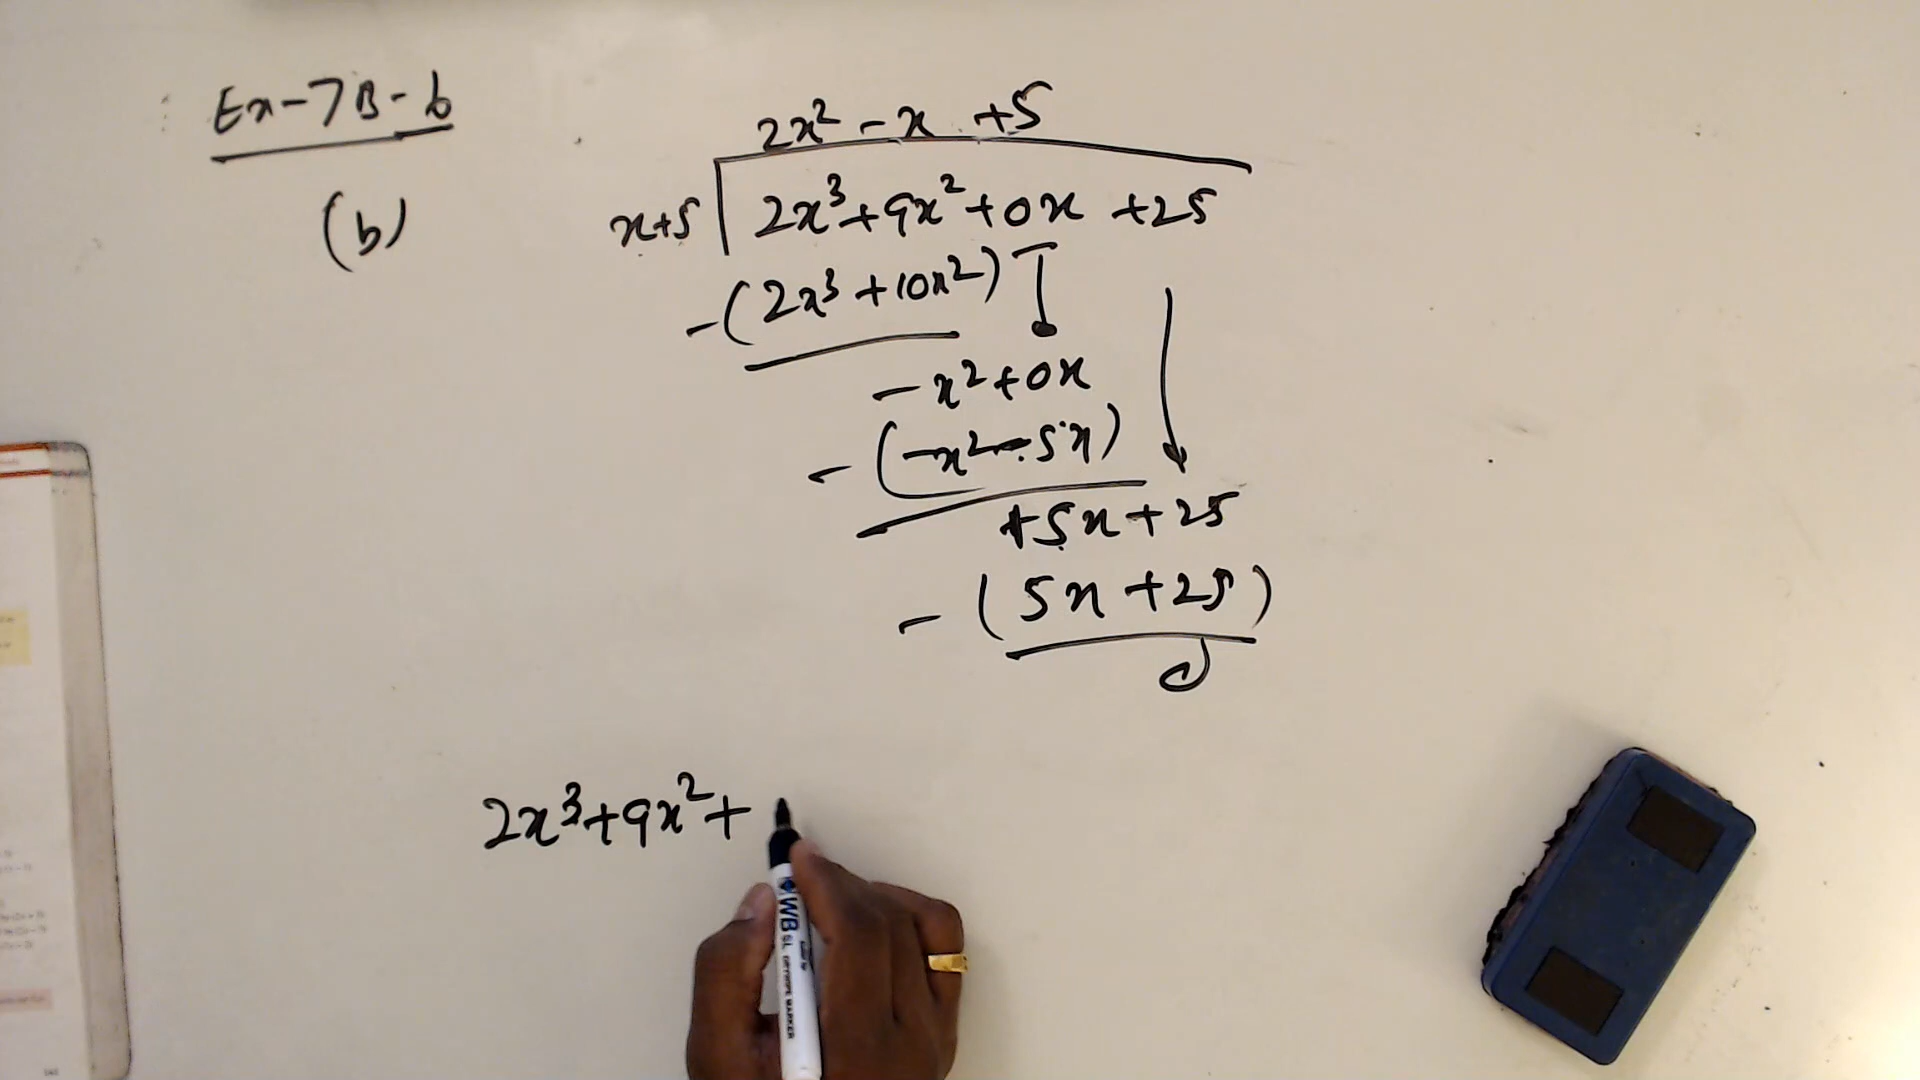 Ex-7B-b
(b)
2x² - x + 5
x+5 | 2x³+9x²+0x +25
-(2x³+10x²)
-x²+0x
-(-x²-5x)
+5x+25
-(5x+25)
0
2x³+9x²+
WB